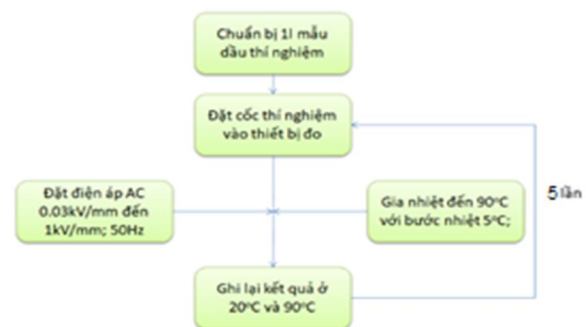 Chuẩn bị 1l mẫu
dầu thí nghiệm
Đặt cốc thí nghiệm
vào thiết bị đo
Đặt điện áp AC
0.03kV/mm đến
1kV/mm; 50Hz
Gia nhiệt đến 90°C
với bước nhiệt 5°C;
5 lần
Ghi lại kết quả ở
20°C và 90°C